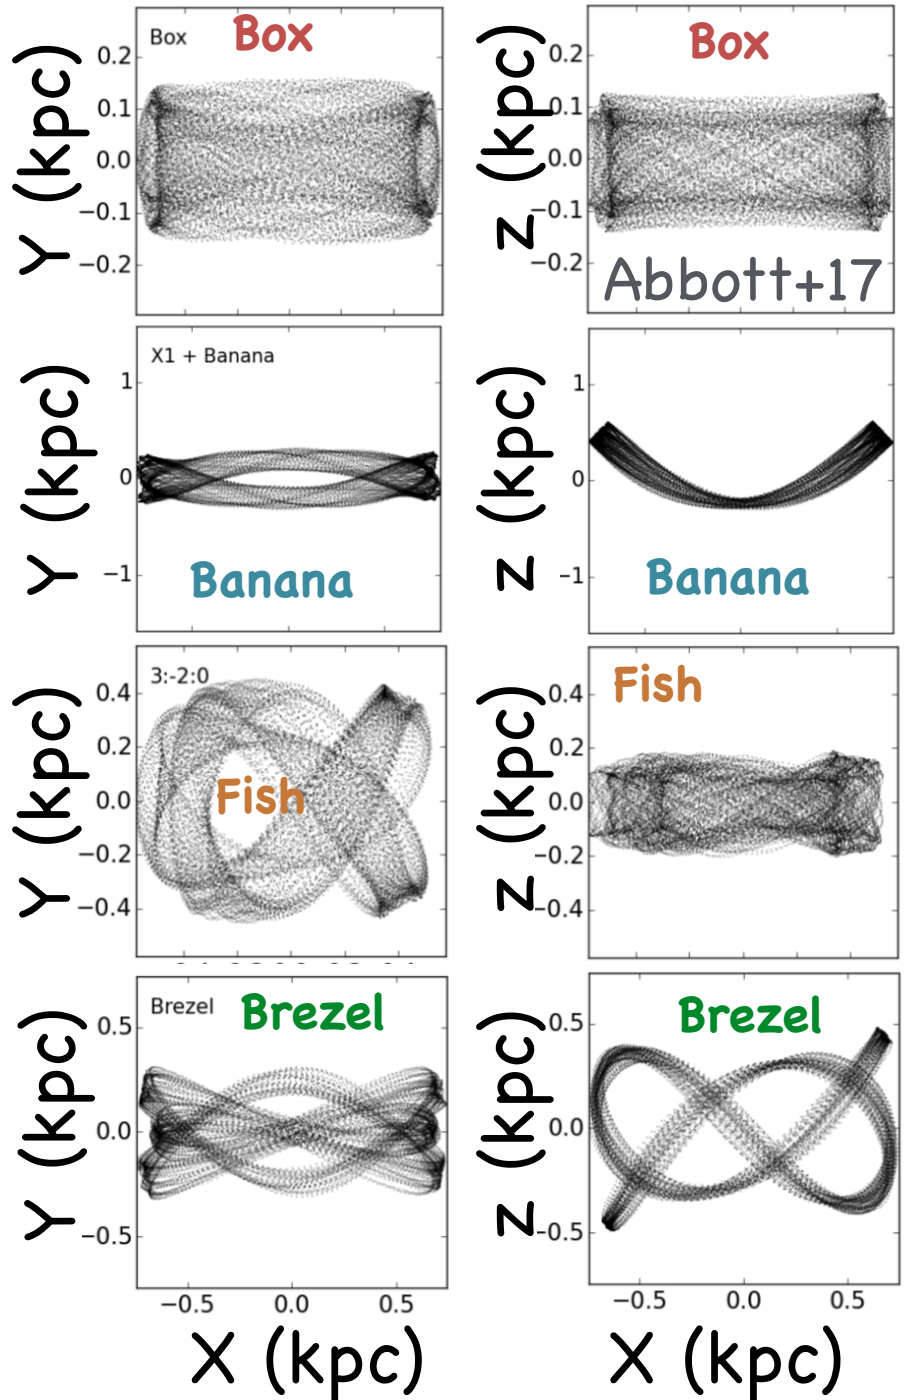 Box Box
Y (kpc)
0.2
0.1
0.0
−0.1
−0.2
Box
z (kpc)
0.2
0.1
0.0
−0.1
−0.2
Abbott+17
X1 + Banana
Y (kpc)
1
0
−1
Banana
z (kpc)
1
0
−1
Banana
3:-2:0
Y (kpc)
0.4
0.2
0.0
−0.2
−0.4
Fish
Fish
z (kpc)
0.4
0.2
0.0
−0.2
−0.4
Brezel Brezel
Y (kpc)
0.5
0.0
−0.5
Brezel
z (kpc)
0.5
0.0
−0.5
−0.5 0.0 0.5
−0.5 0.0 0.5
X (kpc)
X (kpc)